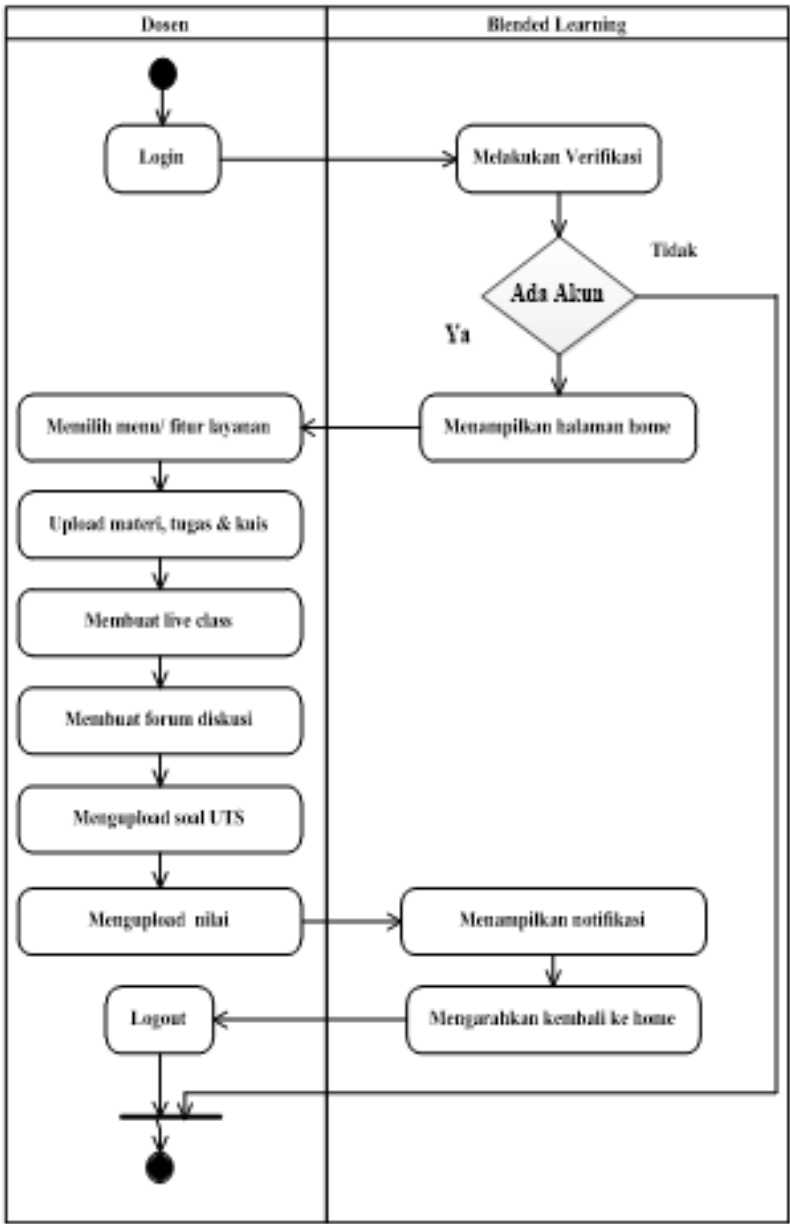 Dosen
Blended Learning
Login
Melakukan Verifikasi
Tidak
Ada Akun
Ya
Memilih menu/ fitur layanan
Menampilkan halaman home
Upload materi, tugas & kuis
Membuat live class
Membuat forum diskusi
Mengupload soal UTS
Mengupload nilai
Menampilkan notifikasi
Logout
Mengarahkan kembali ke home